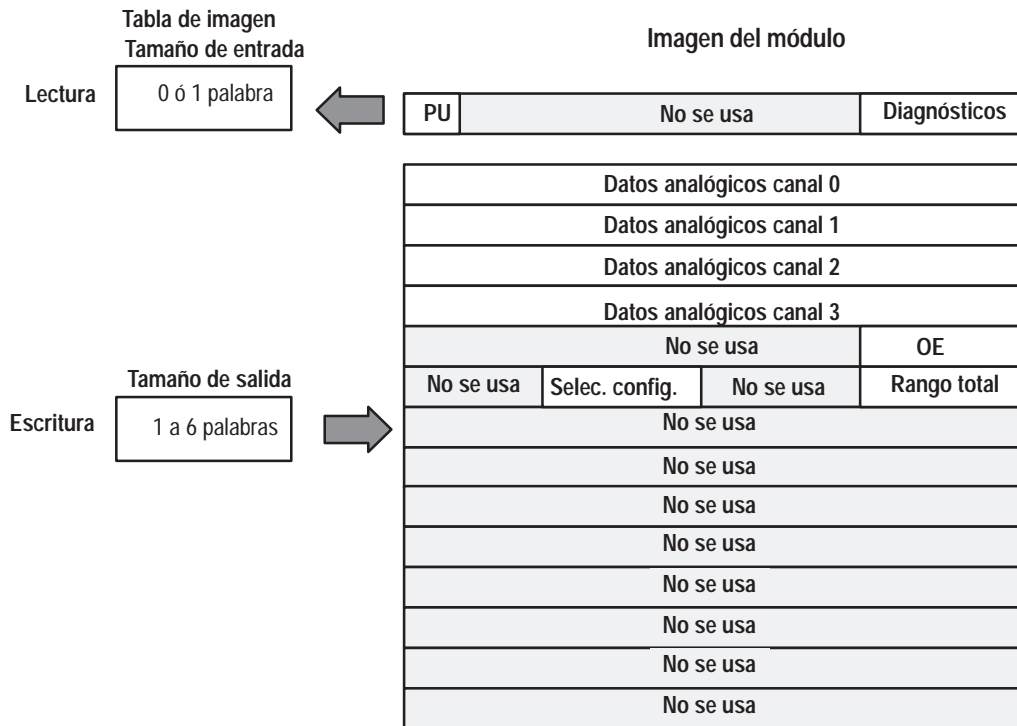 Tabla de imagen
Tamaño de entrada
Imagen del módulo
Lectura
0 ó 1 palabra
PU
No se usa
Diagnósticos
Datos analógicos canal 0
Datos analógicos canal 1
Datos analógicos canal 2
Datos analógicos canal 3
No se usa
OE
Tamaño de salida
No se usa
Selec. config.
No se usa
Rango total
Escritura
1 a 6 palabras
No se usa
No se usa
No se usa
No se usa
No se usa
No se usa
No se usa
No se usa